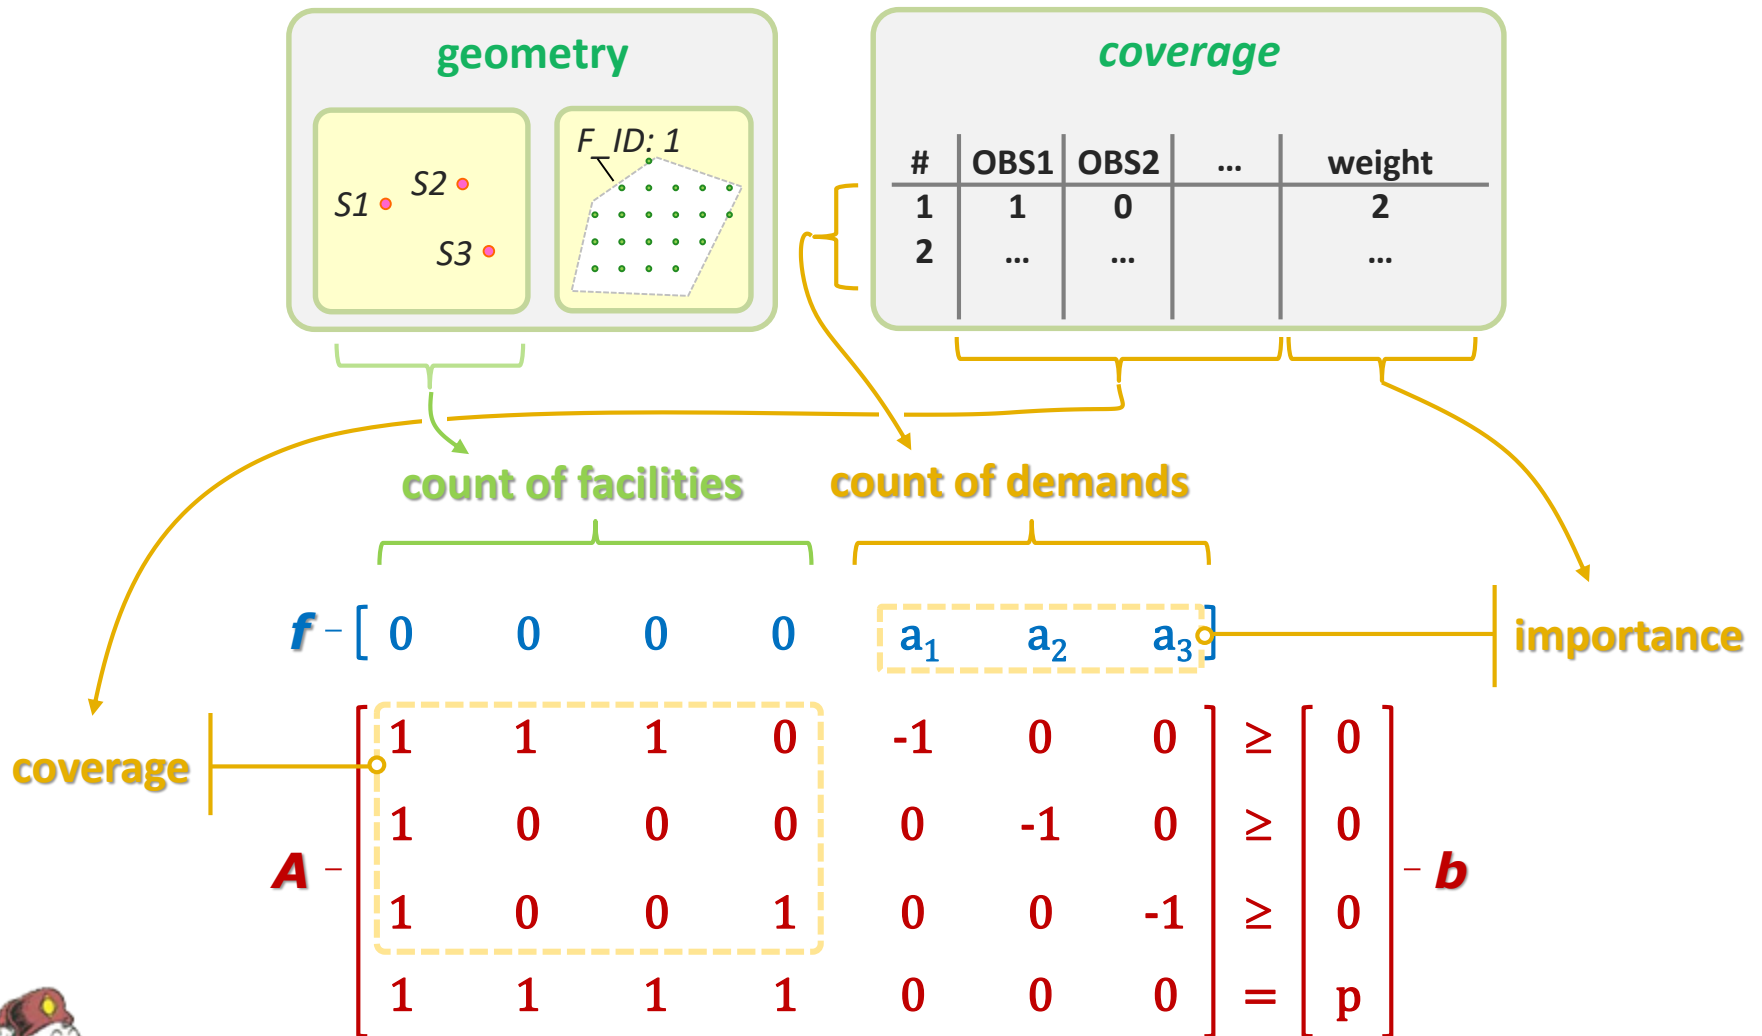 geometry
S1
S2
S3
F_ID: 1
coverage
# OBS1 OBS2 ... weight
1 1 0 2
2 ... ... ...
count of facilities
count of demands
f – [ 0 0 0 0 a₁ a₂ a₃ ]
importance
coverage
1 1 1 0 -1 0 0 ≥ 0
1 0 0 0 0 -1 0 ≥ 0
A –
– b
1 0 0 1 0 0 -1 ≥ 0
1 1 1 1 0 0 0 = p